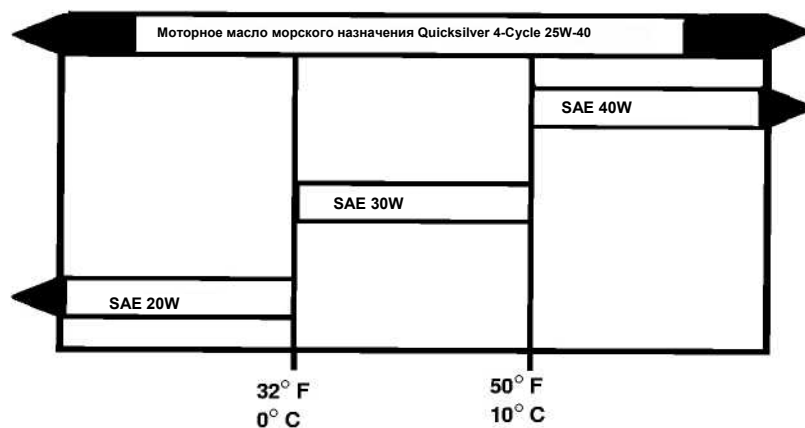 Моторное масло морского назначения Quicksilver 4-Cycle 25W-40
SAE 40W
SAE 30W
SAE 20W
32° F
0° C
50° F
10° C